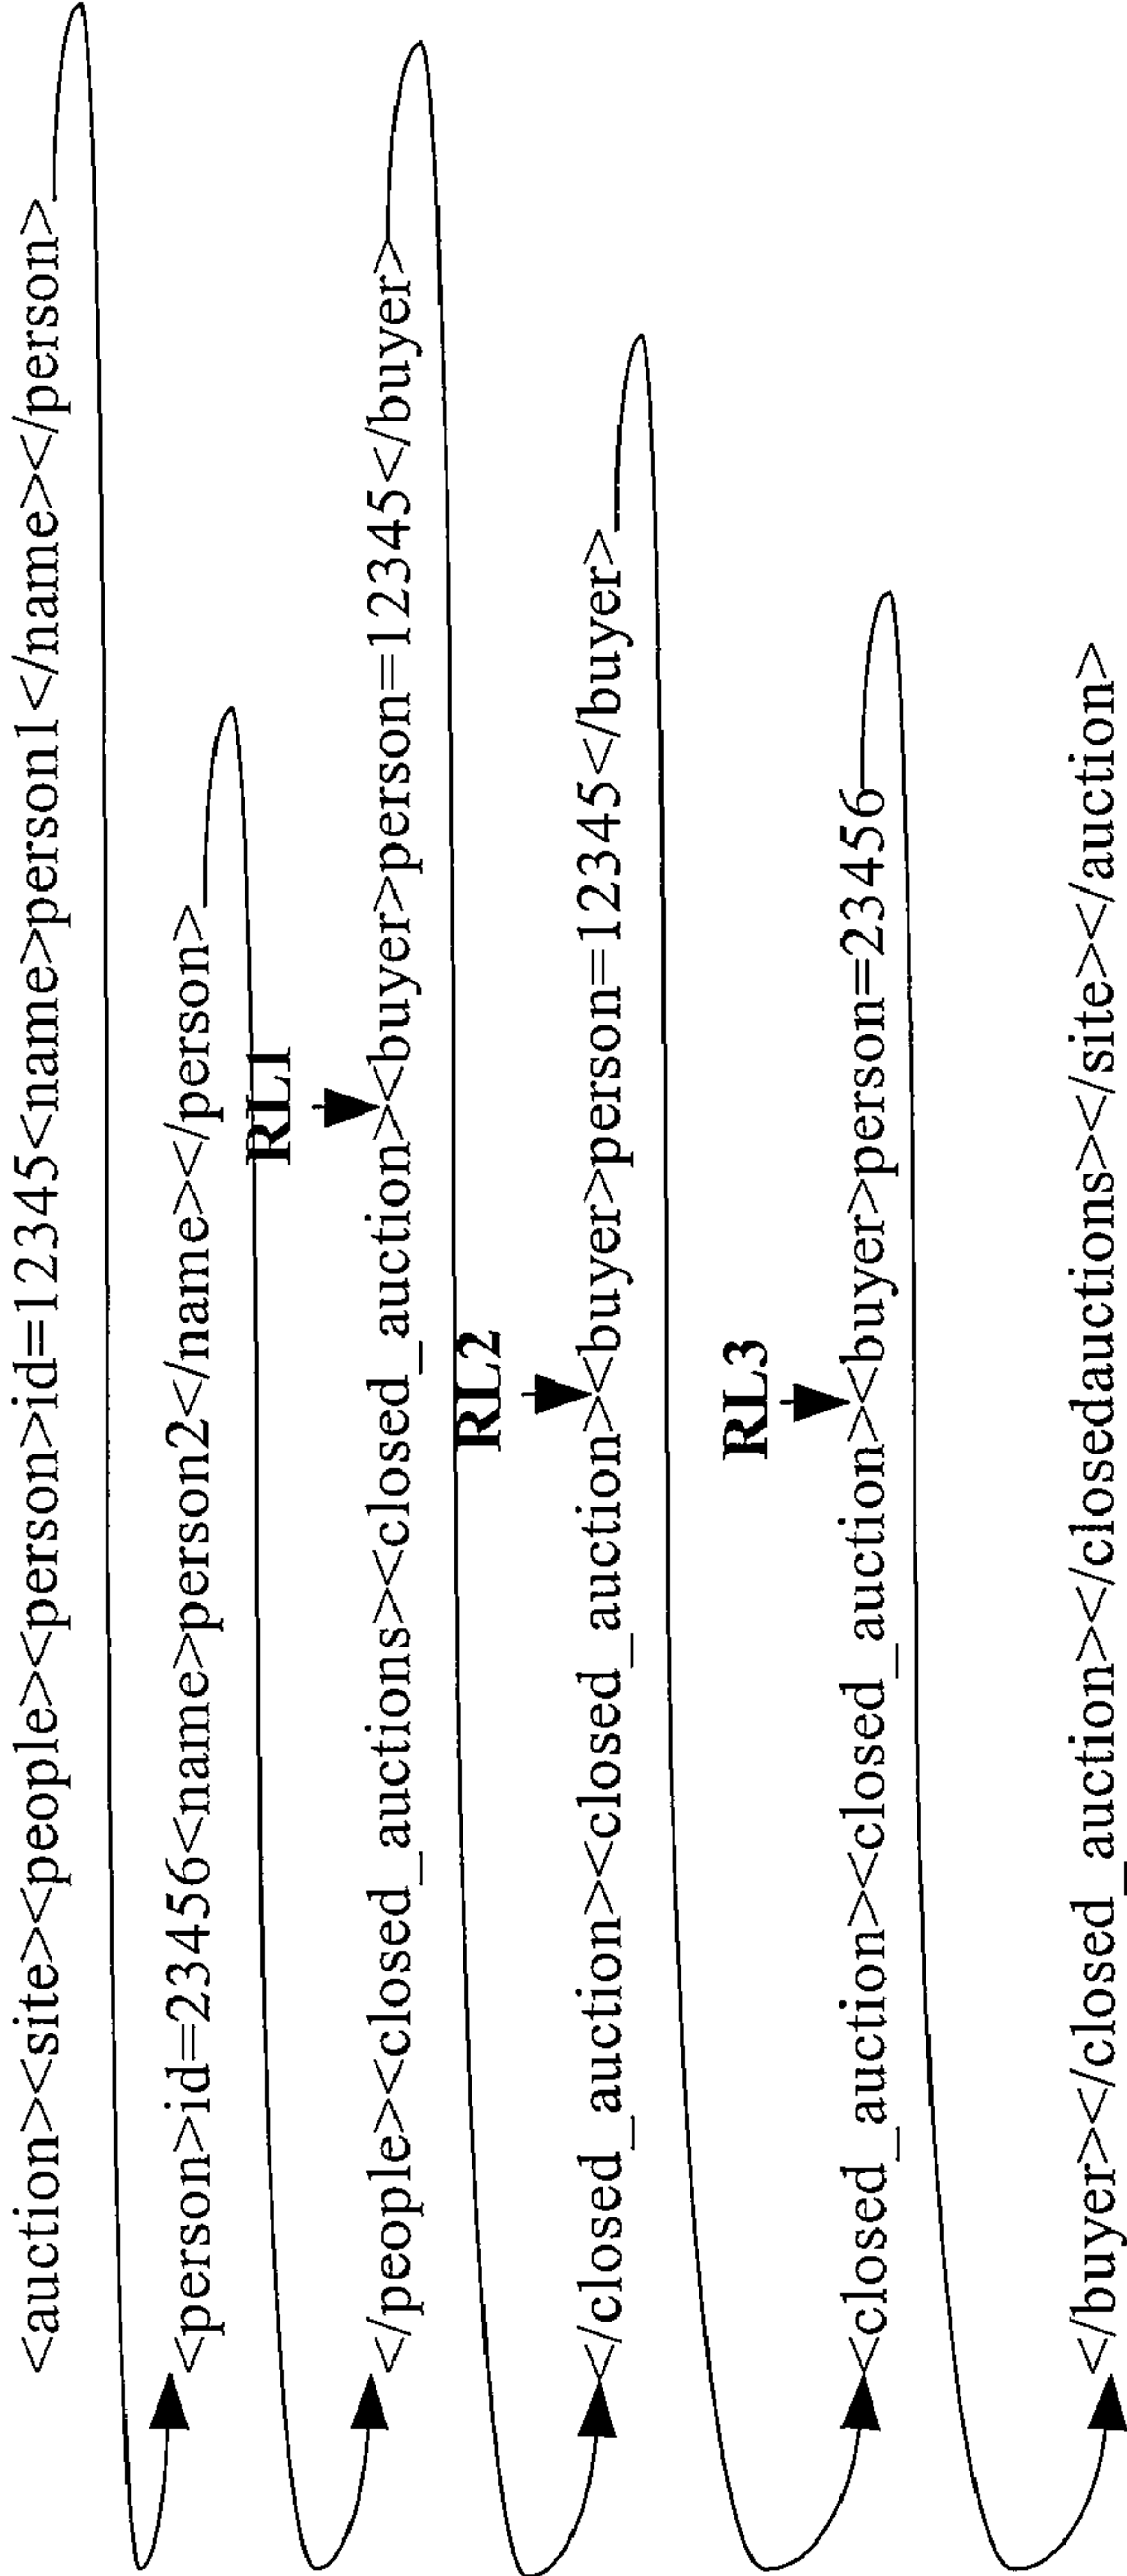 <auction><site><people><person>id=12345<name>person1</name></person>
<person>id=23456<name>person2</name></person>
RL1
</people><closed_auctions><closed_auction><buyer>person=12345</buyer>
RL2
</closed_auction><closed_auction><buyer>person=12345</buyer>
RL3
<closed_auction><closed_auction><buyer>person=23456
</buyer></closed_auction></closedauctions></site></auction>